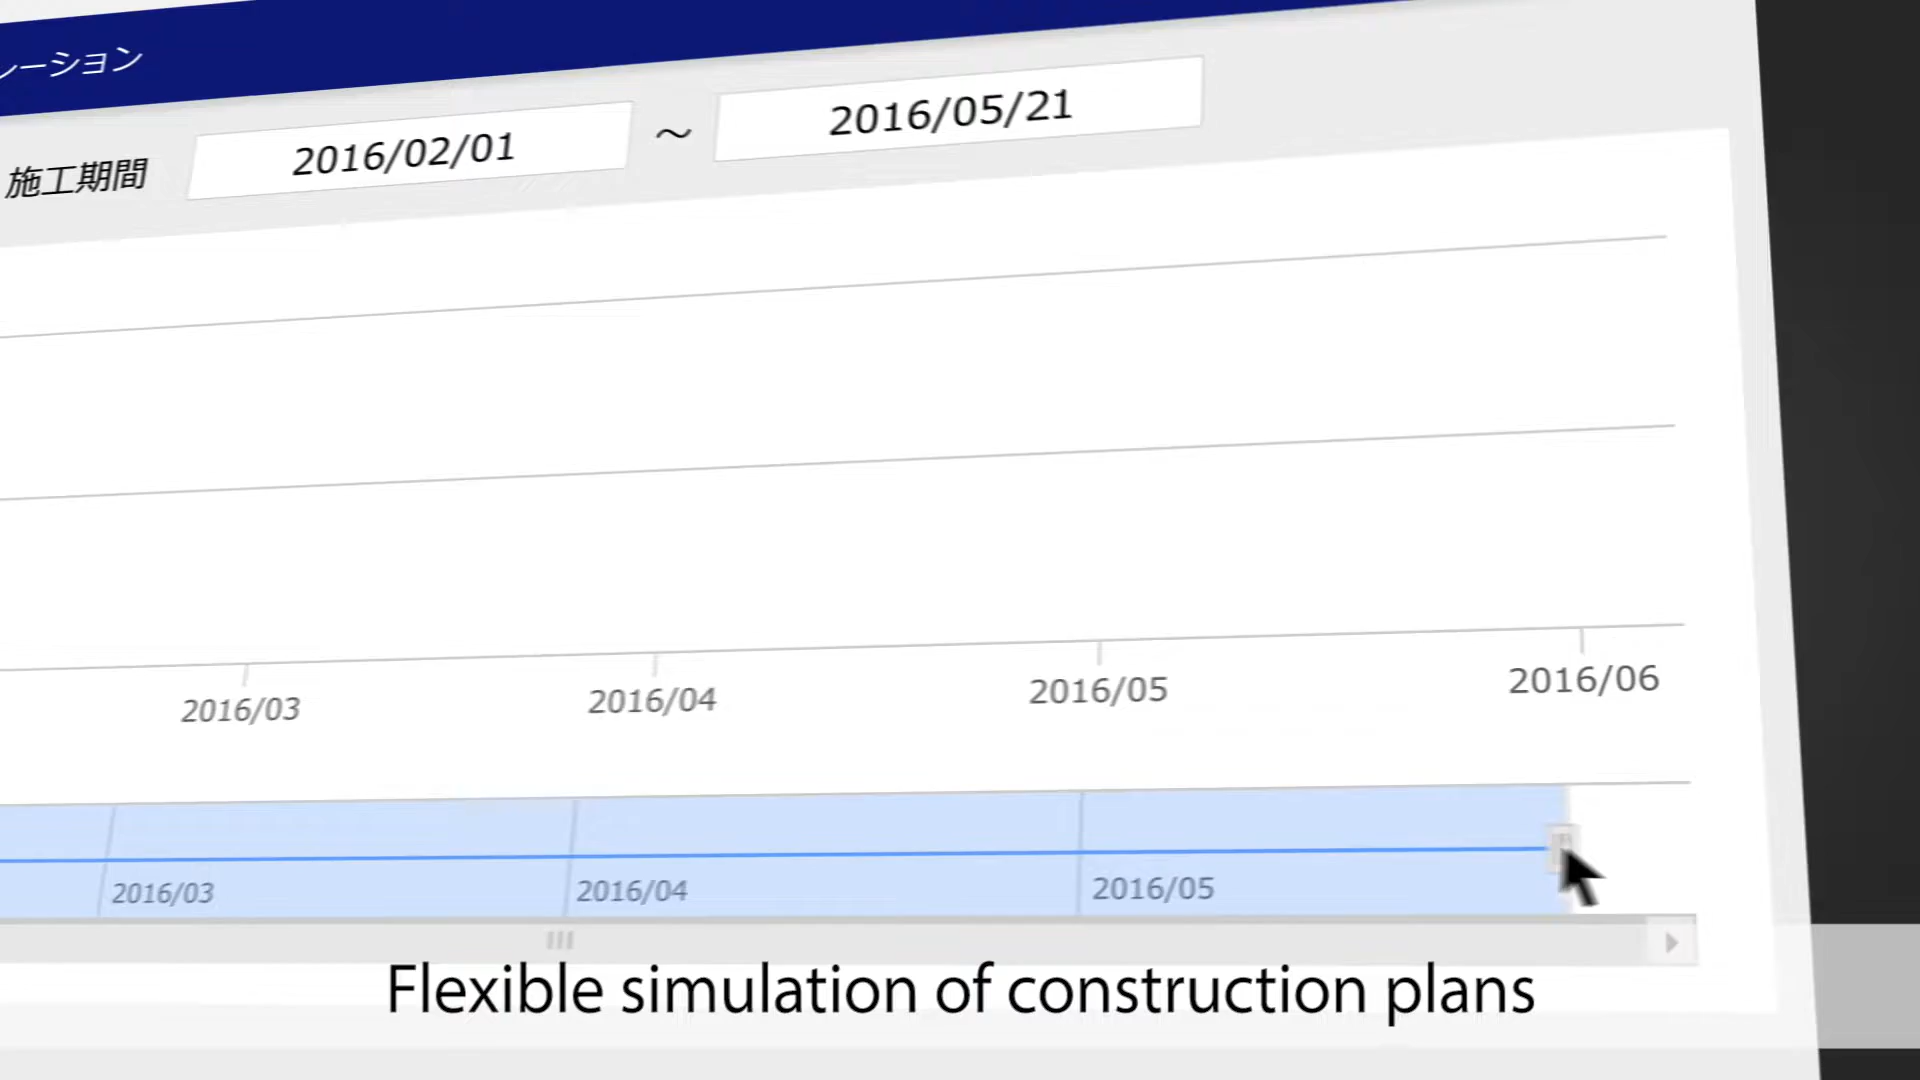 レーション
施工期間 2016/02/01 ～ 2016/05/21
2016/03 2016/04 2016/05 2016/06
2016/03 2016/04 2016/05
Flexible simulation of construction plans